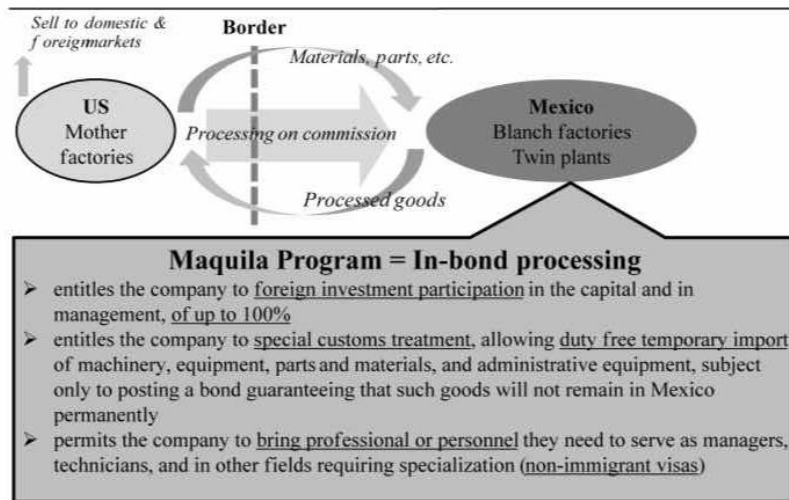 Sell to domestic &
f oreignmarkets
Border
Materials, parts, etc.
US
Mother
factories
Processing on commission
Mexico
Blanch factories
Twin plants
Processed goods
Maquila Program = In-bond processing
➢ entitles the company to foreign investment participation in the capital and in
management, of up to 100%
➢ entitles the company to special customs treatment, allowing duty free temporary import
of machinery, equipment, parts and materials, and administrative equipment, subject
only to posting a bond guaranteeing that such goods will not remain in Mexico
permanently
➢ permits the company to bring professional or personnel they need to serve as managers,
technicians, and in other fields requiring specialization (non-immigrant visas)